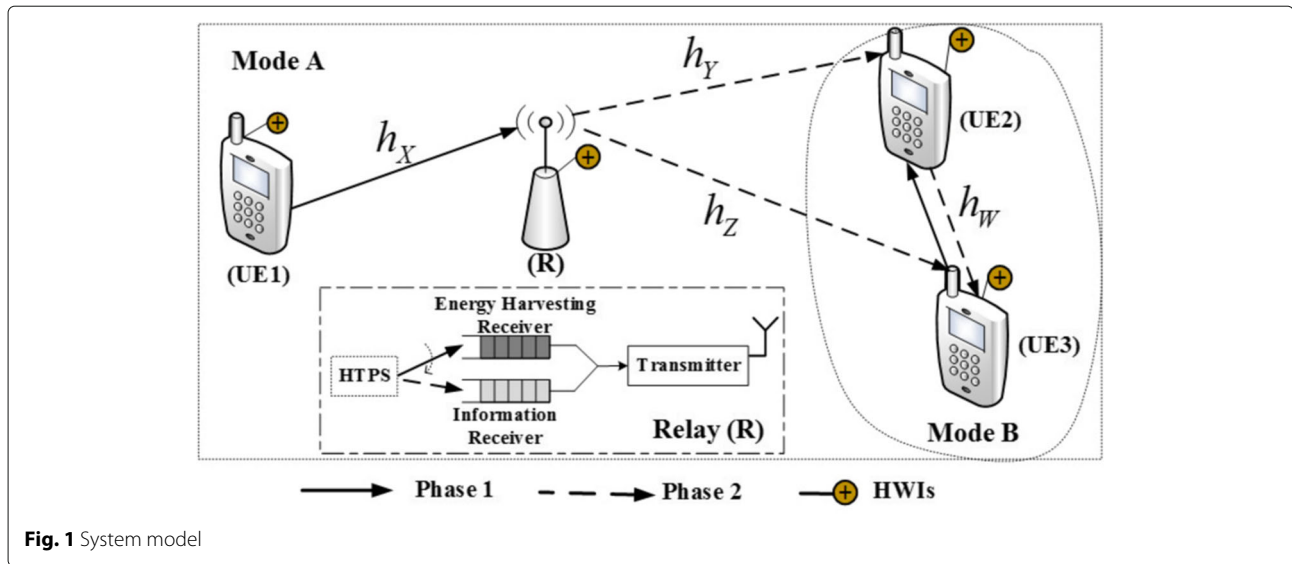 Mode A
h_X
h_Y
h_Z
h_W
(UE1)
(R)
(UE2)
(UE3)
Mode B
Energy Harvesting
Receiver
HTPS
Transmitter
Information
Receiver
Relay (R)
Phase 1
Phase 2
HWIs
Fig. 1 System model